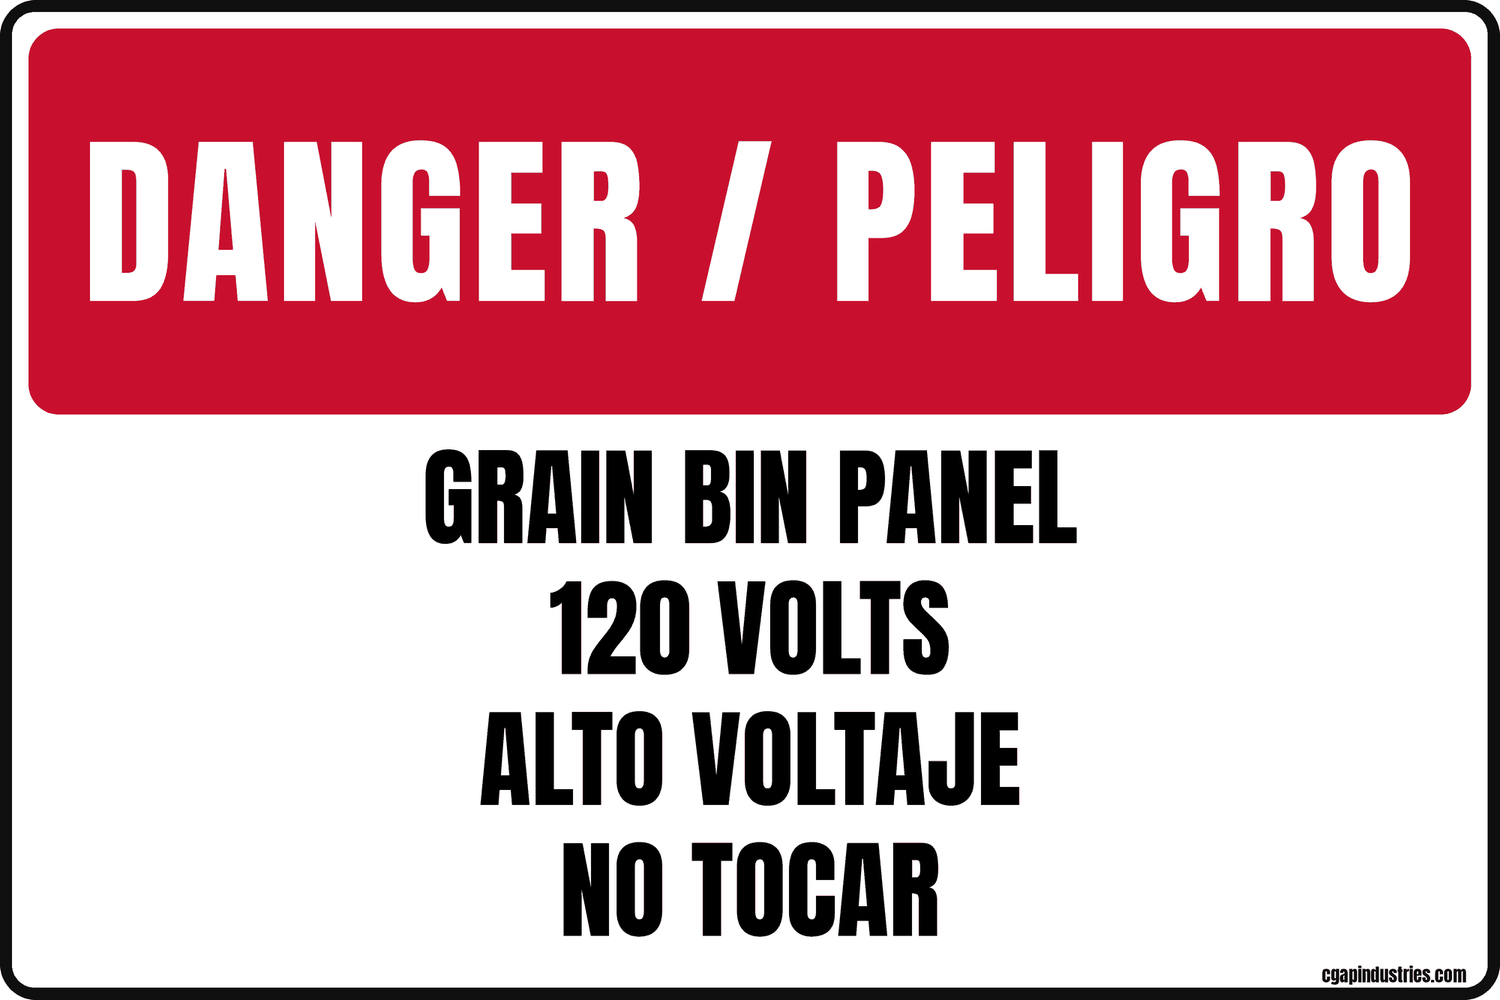 DANGER / PELIGRO
GRAIN BIN PANEL
120 VOLTS
ALTO VOLTAJE
NO TOCAR
cgapindustries.com